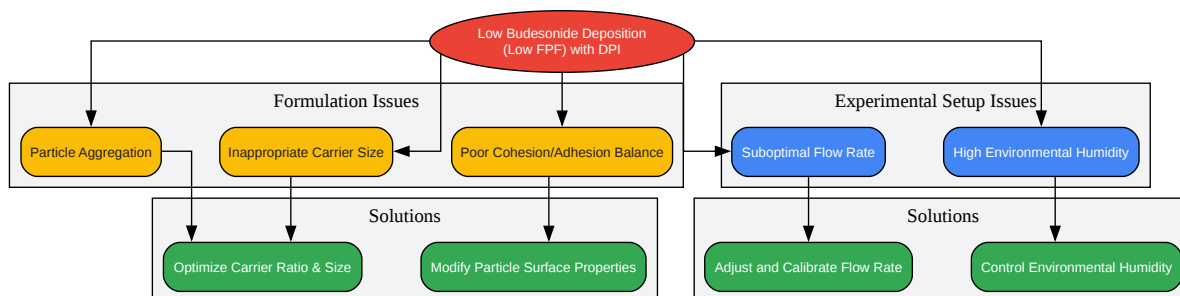 Low Budesonide Deposition
(Low FPF) with DPI
Formulation Issues
Experimental Setup Issues
Particle Aggregation
Inappropriate Carrier Size
Poor Cohesion/Adhesion Balance
Suboptimal Flow Rate
High Environmental Humidity
Solutions
Solutions
Optimize Carrier Ratio & Size
Modify Particle Surface Properties
Adjust and Calibrate Flow Rate
Control Environmental Humidity